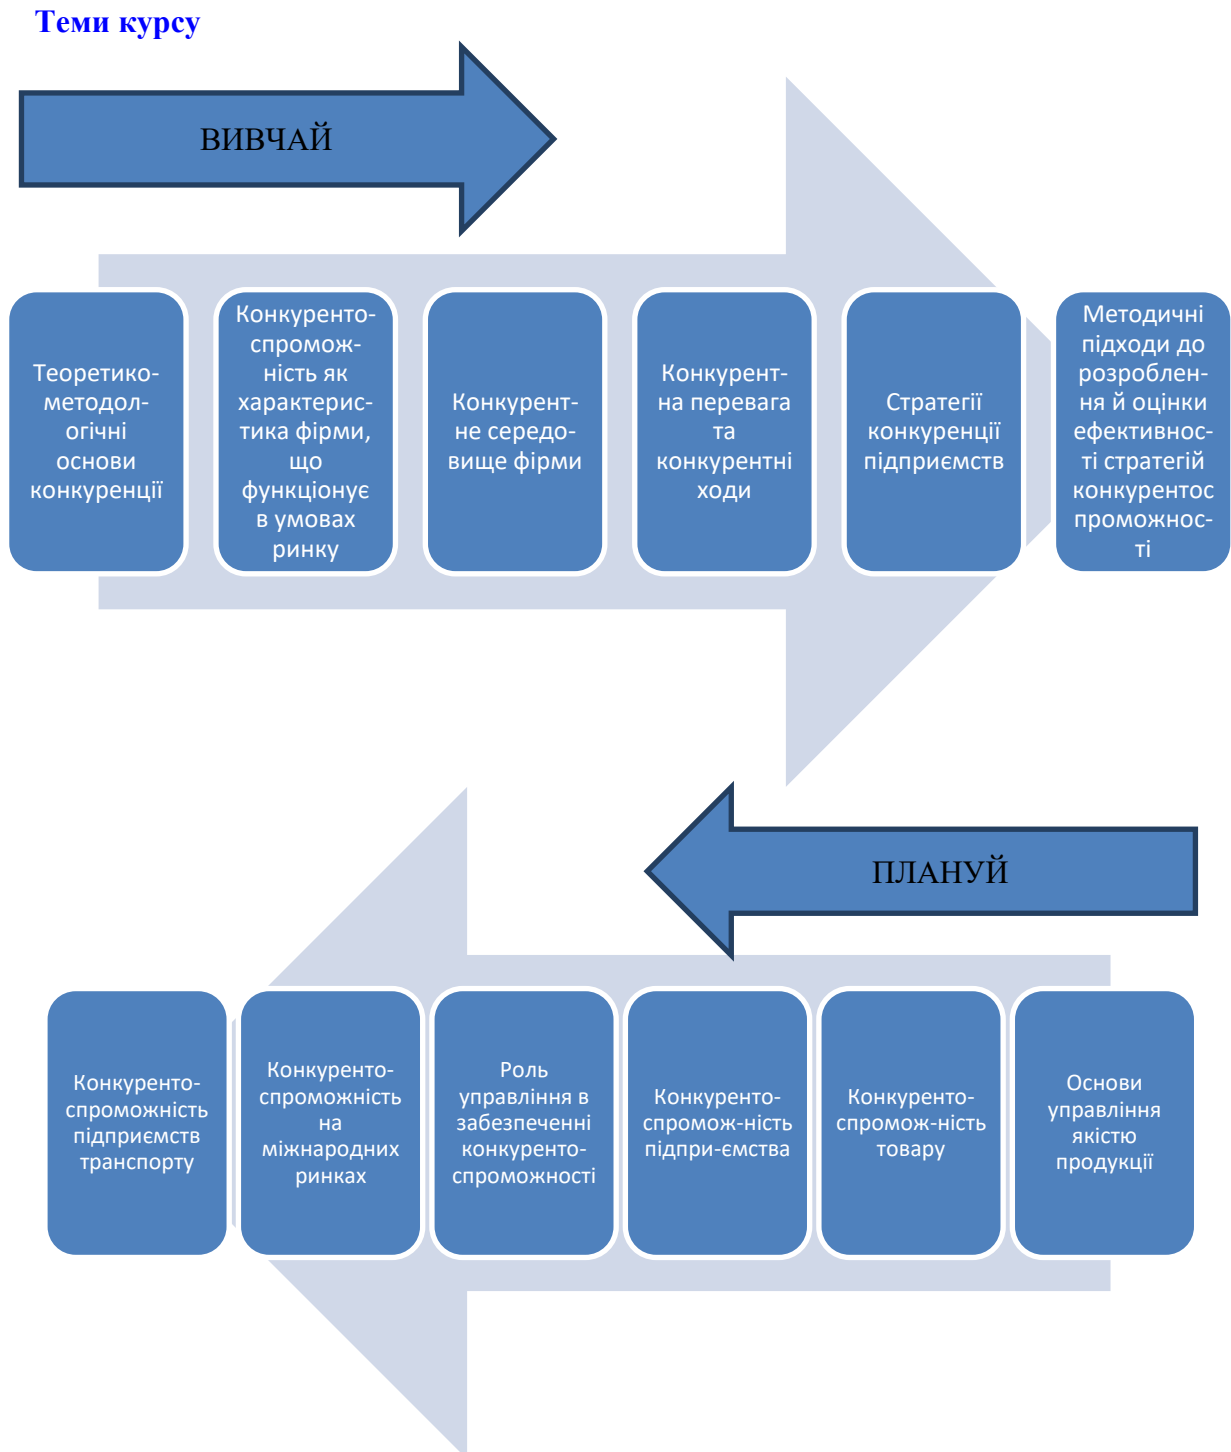 Теми курсу
ВИВЧАЙ
Теоретико-
методол-
огічні
основи
конкуренції
Конкуренто-
спромож-
ність як
характерис-
тика фірми,
що
функціонує
в умовах
ринку
Конкурент-
не середо-
вище фірми
Конкурент-
на перевага
та
конкурентні
ходи
Стратегії
конкуренції
підприємств
Методичні
підходи до
розроблен-
ня й оцінки
ефективнос-
ті стратегій
конкурентос
проможнос-
ті
ПЛАНУЙ
Конкуренто-
спроможність
підприємств
транспорту
Конкуренто-
спроможність
на
міжнародних
ринках
Роль
управління в
забезпеченні
конкуренто-
спроможності
Конкуренто-
спромож-ність
підпри-ємства
Конкуренто-
спромож-ність
товару
Основи
управління
якістю
продукції